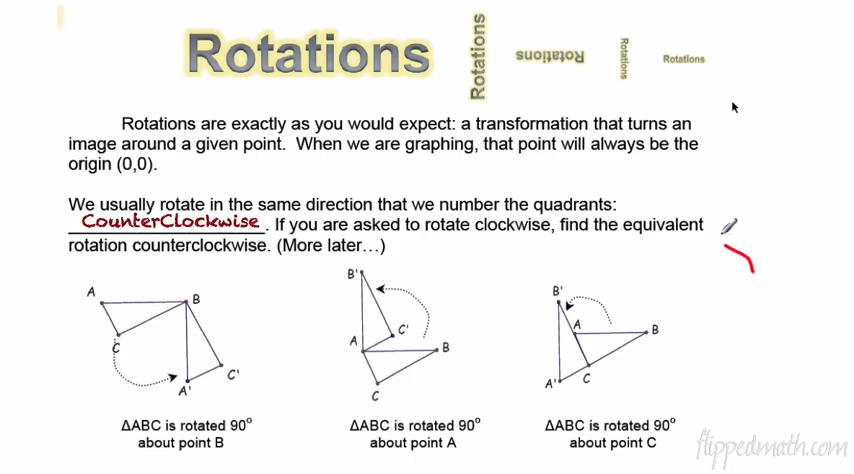 Rotations
Rotations
Rotations
Rotations
Rotations
Rotations are exactly as you would expect: a transformation that turns an
image around a given point. When we are graphing, that point will always be the
origin (0,0).
We usually rotate in the same direction that we number the quadrants:
CounterClockwise. If you are asked to rotate clockwise, find the equivalent
rotation counterclockwise. (More later…)
A B C A' C'
B' C' A B C
B' A B A' C
ΔABC is rotated 90° about point B
ΔABC is rotated 90° about point A
ΔABC is rotated 90° about point C
flippedmath.com